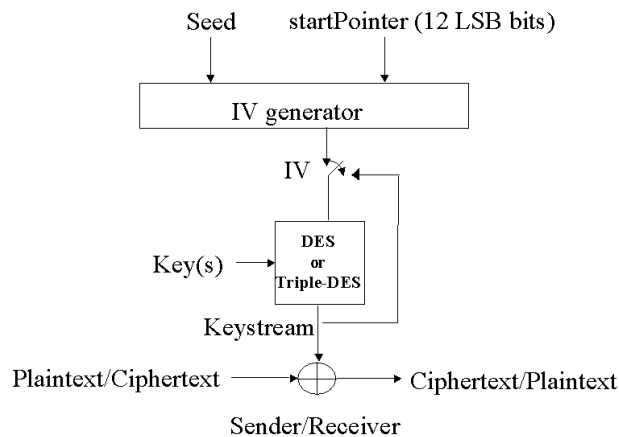 Seed
startPointer (12 LSB bits)
IV generator
IV
DES
or
Triple-DES
Key(s)
Keystream
Plaintext/Ciphertext
Ciphertext/Plaintext
Sender/Receiver